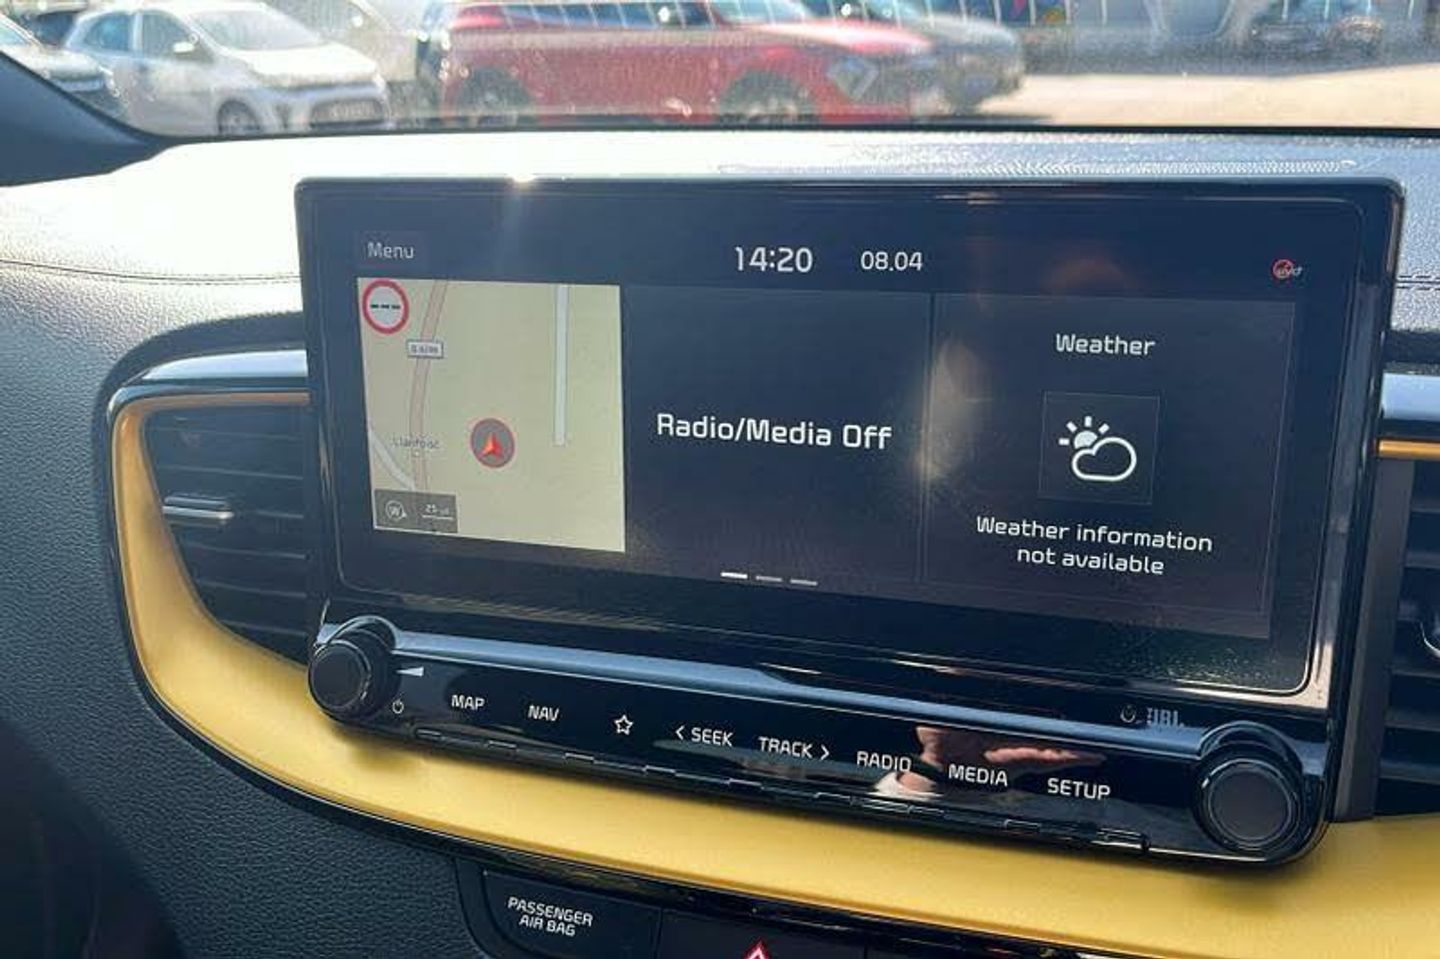 Menu
14:20
08.04
Llanfoist
Radio/Media Off
Weather
Weather information
not available
MAP
NAV
< SEEK
TRACK >
RADIO
MEDIA
SETUP
JBL
PASSENGER
AIR BAG